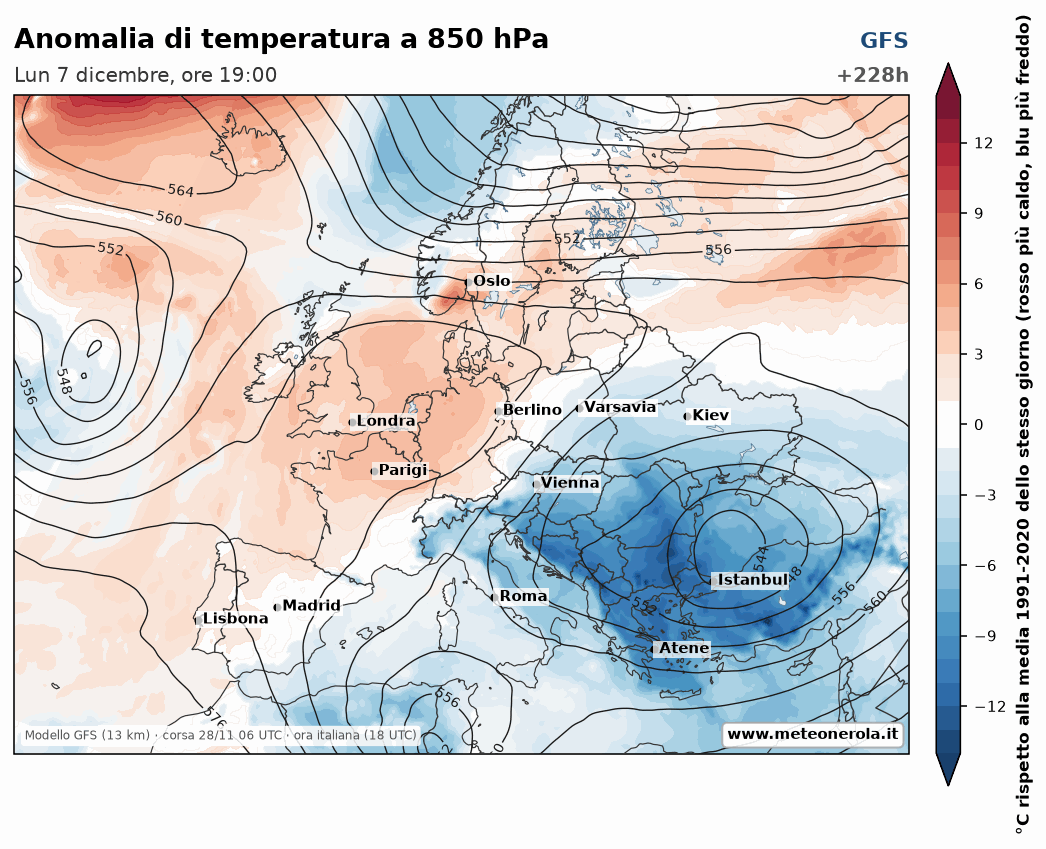 Anomalia di temperatura a 850 hPa
GFS
Lun 7 dicembre, ore 19:00
+228h
564
560
552
552
556
Oslo
548
556
Berlino
Varsavia
Kiev
Londra
Parigi
Vienna
544
548
Istanbul
556
560
552
Roma
Madrid
Lisbona
Atene
556
576
Modello GFS (13 km) · corsa 28/11 06 UTC · ora italiana (18 UTC)
www.meteonerola.it
12
9
6
3
0
−3
−6
−9
−12
°C rispetto alla media 1991-2020 dello stesso giorno (rosso più caldo, blu più freddo)